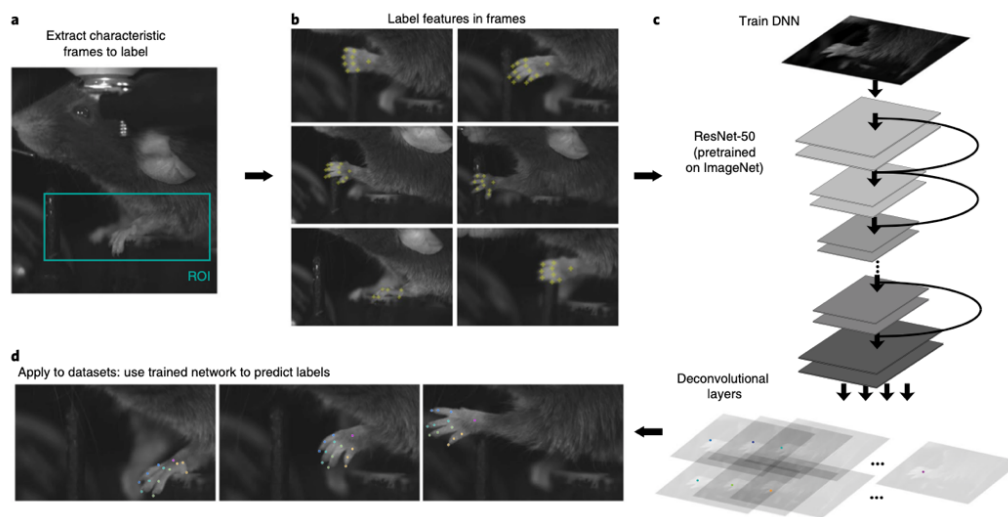 a
Extract characteristic
frames to label
ROI
b
Label features in frames
c
Train DNN
ResNet-50
(pretrained
on ImageNet)
Deconvolutional
layers
d
Apply to datasets: use trained network to predict labels